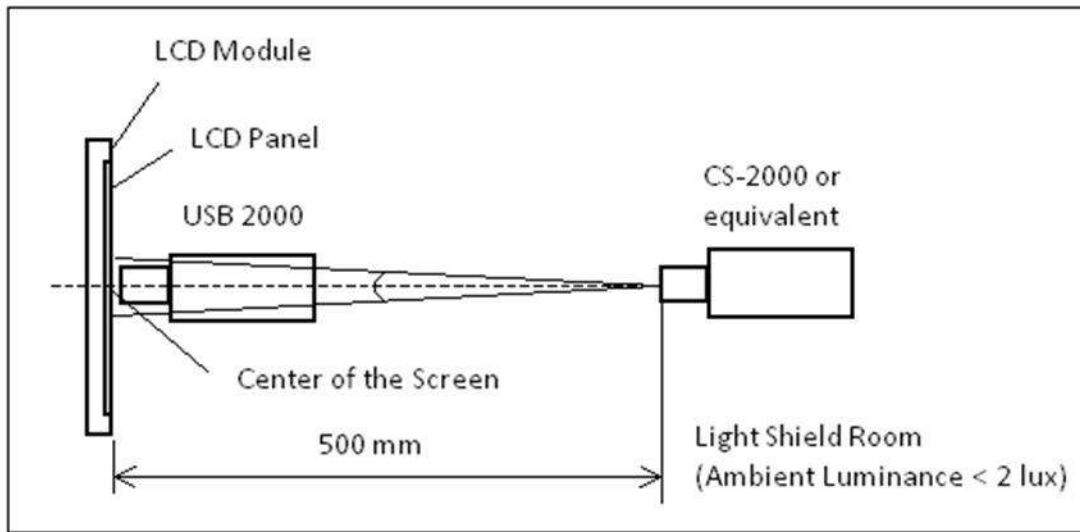 LCD Module
LCD Panel
USB 2000
CS-2000 or
equivalent
Center of the Screen
500 mm
Light Shield Room
(Ambient Luminance < 2 lux)